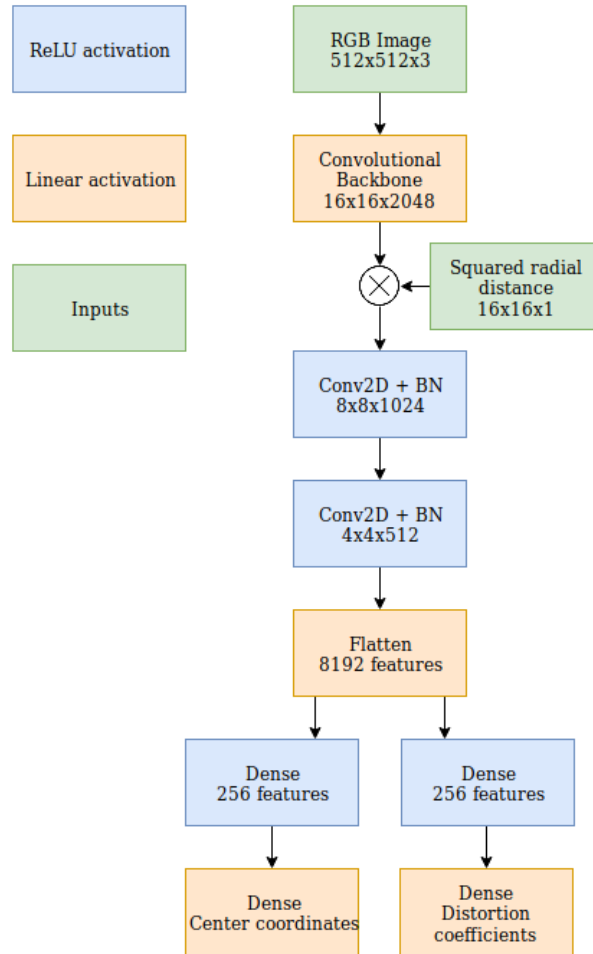 ReLU activation
RGB Image
512x512x3
Linear activation
Convolutional
Backbone
16x16x2048
Inputs
Squared radial
distance
16x16x1
Conv2D + BN
8x8x1024
Conv2D + BN
4x4x512
Flatten
8192 features
Dense
256 features
Dense
256 features
Dense
Center coordinates
Dense
Distortion
coefficients